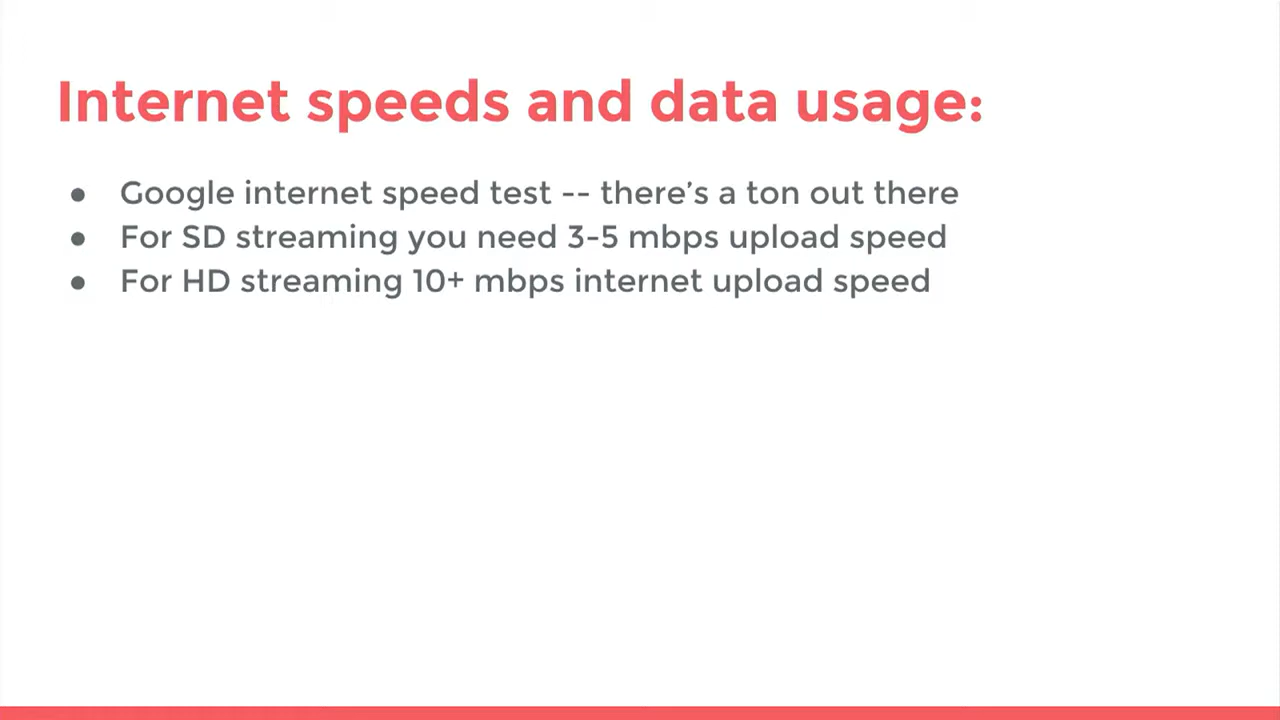 Internet speeds and data usage:
● Google internet speed test -- there's a ton out there
● For SD streaming you need 3-5 mbps upload speed
● For HD streaming 10+ mbps internet upload speed